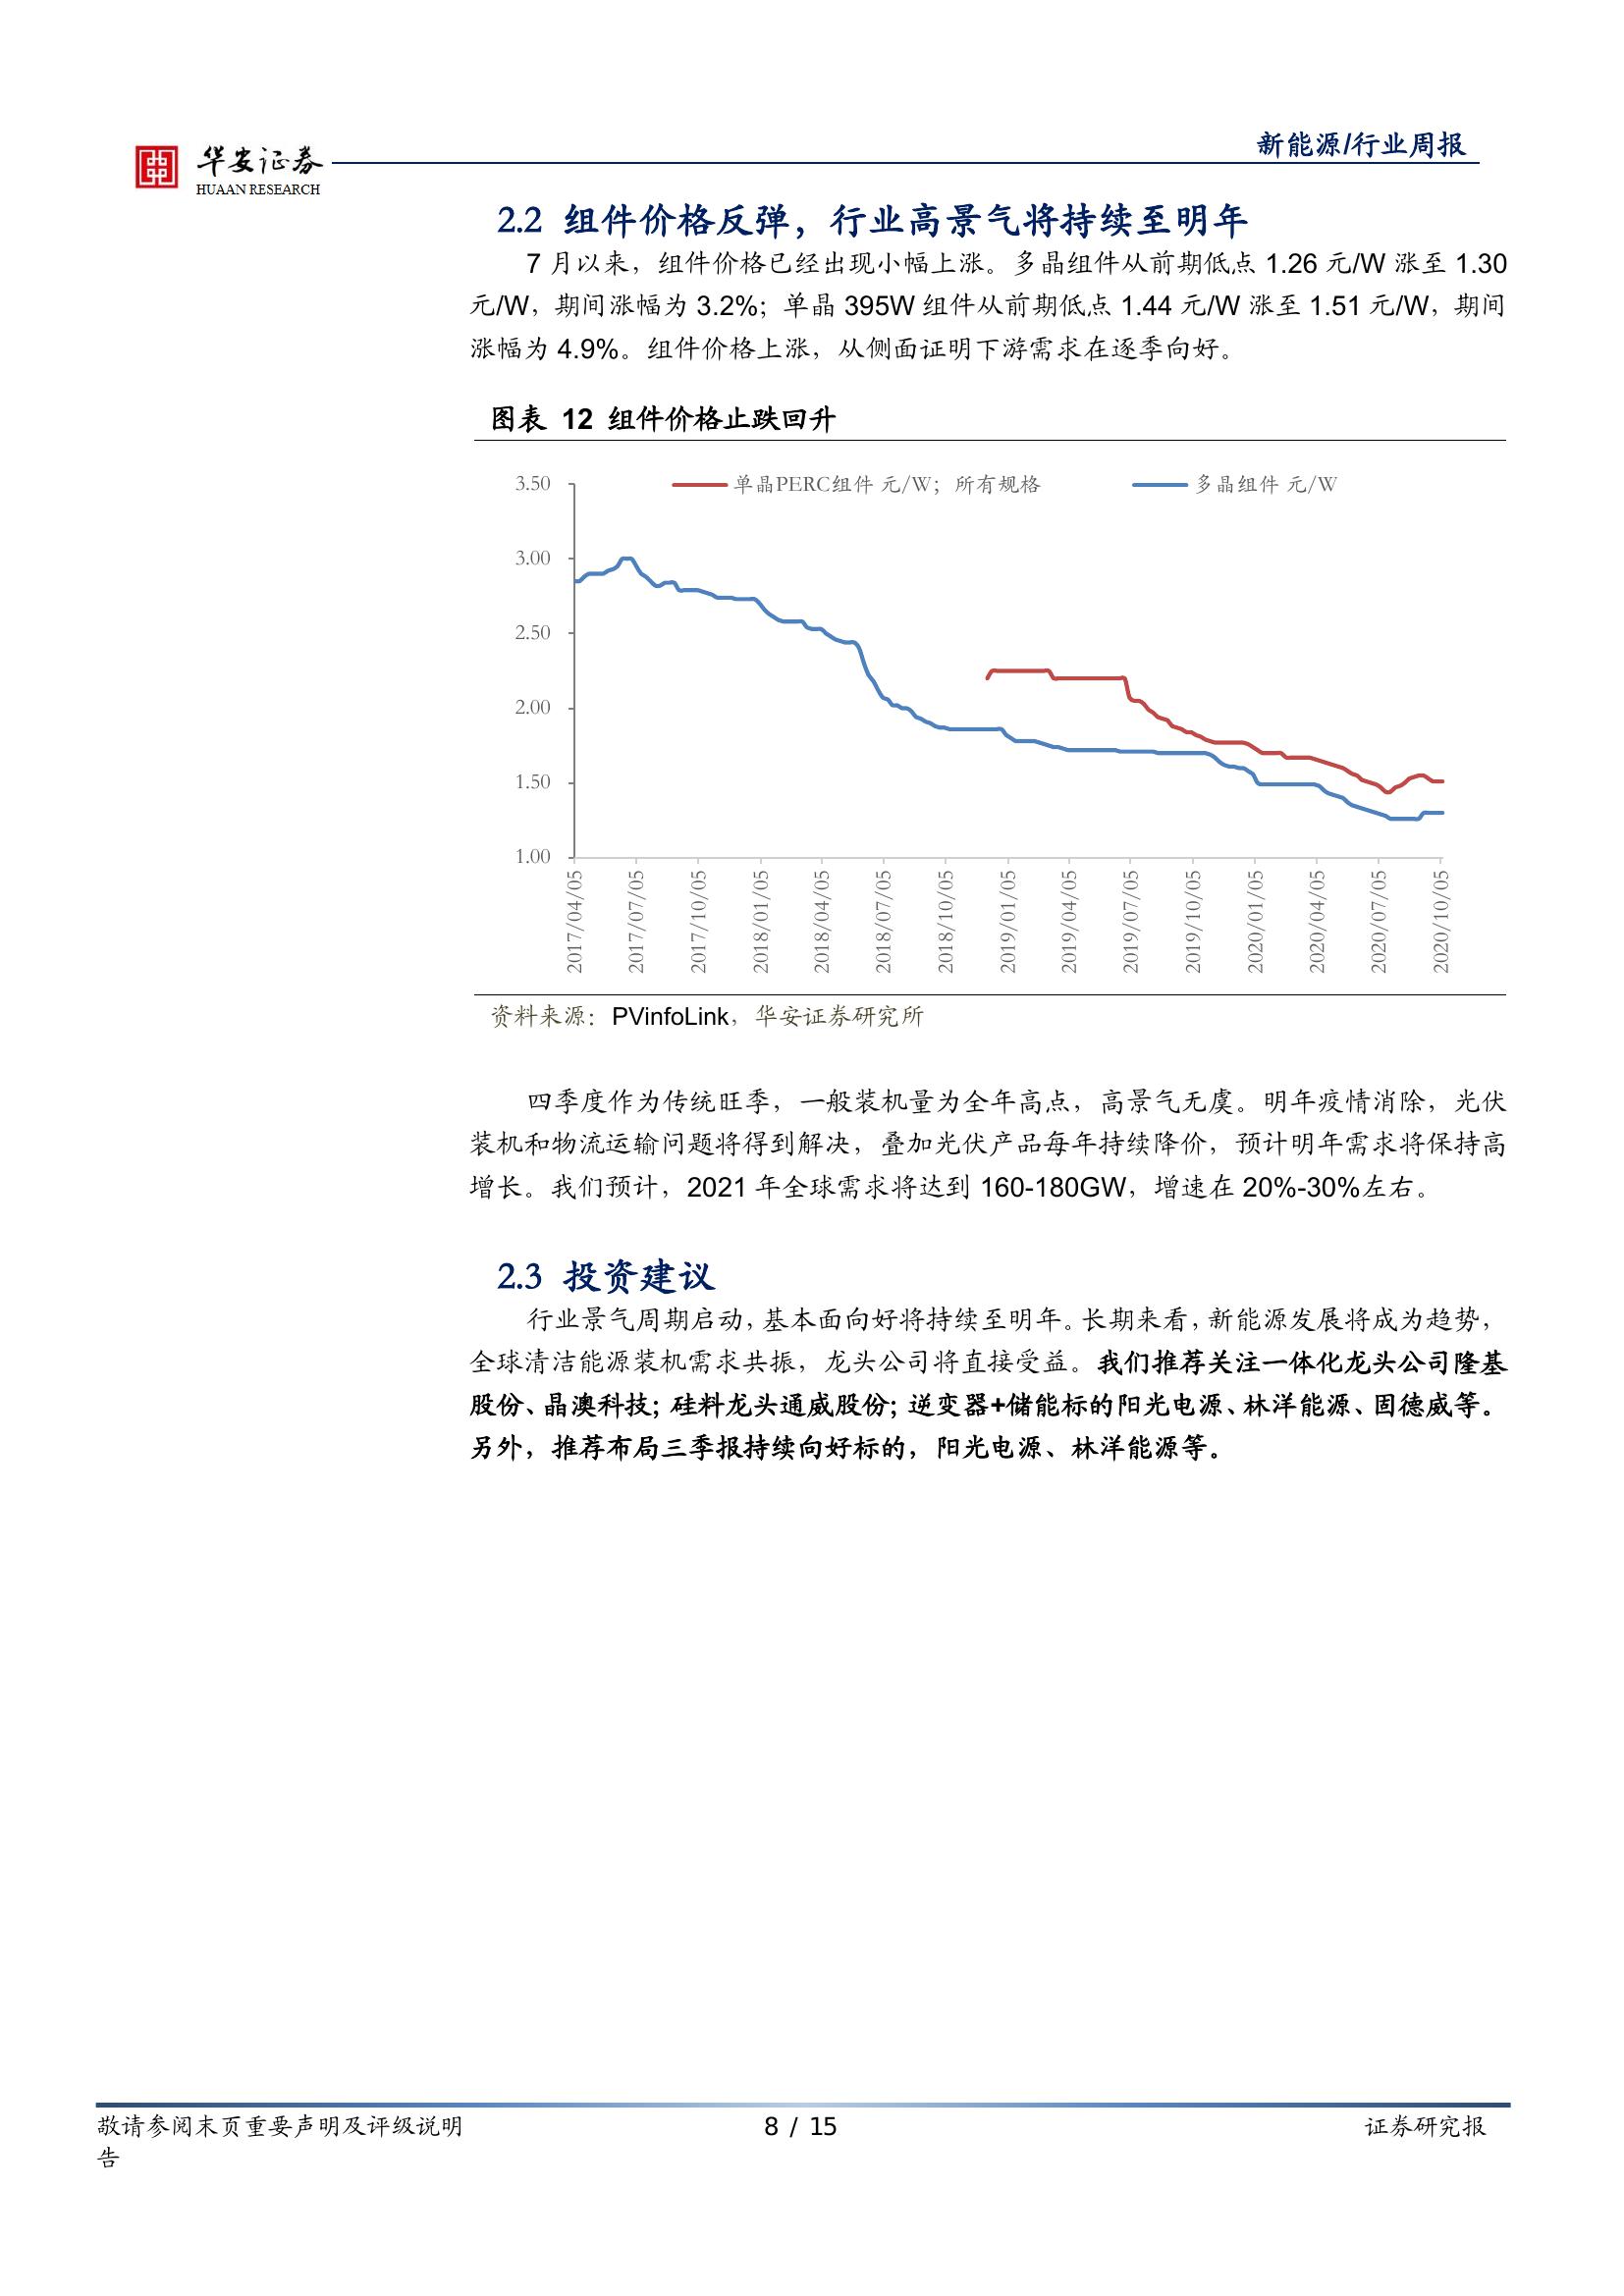 华安证券
HUAAN RESEARCH
新能源/行业周报
2.2 组件价格反弹，行业高景气将持续至明年
7 月以来，组件价格已经出现小幅上涨。多晶组件从前期低点 1.26 元/W 涨至 1.30
元/W，期间涨幅为 3.2%；单晶 395W 组件从前期低点 1.44 元/W 涨至 1.51 元/W，期间
涨幅为 4.9%。组件价格上涨，从侧面证明下游需求在逐季向好。
图表 12 组件价格止跌回升
单晶PERC组件 元/W；所有规格
多晶组件 元/W
3.50
3.00
2.50
2.00
1.50
1.00
2017/04/05
2017/07/05
2017/10/05
2018/01/05
2018/04/05
2018/07/05
2018/10/05
2019/01/05
2019/04/05
2019/07/05
2019/10/05
2020/01/05
2020/04/05
2020/07/05
2020/10/05
资料来源：PVinfoLink，华安证券研究所
四季度作为传统旺季，一般装机量为全年高点，高景气无虞。明年疫情消除，光伏
装机和物流运输问题将得到解决，叠加光伏产品每年持续降价，预计明年需求将保持高
增长。我们预计，2021 年全球需求将达到 160-180GW，增速在 20%-30%左右。
2.3 投资建议
行业景气周期启动，基本面向好将持续至明年。长期来看，新能源发展将成为趋势，
全球清洁能源装机需求共振，龙头公司将直接受益。我们推荐关注一体化龙头公司隆基
股份、晶澳科技；硅料龙头通威股份；逆变器+储能标的阳光电源、林洋能源、固德威等。
另外，推荐布局三季报持续向好标的，阳光电源、林洋能源等。
敬请参阅末页重要声明及评级说明
8 / 15
证券研究报
告